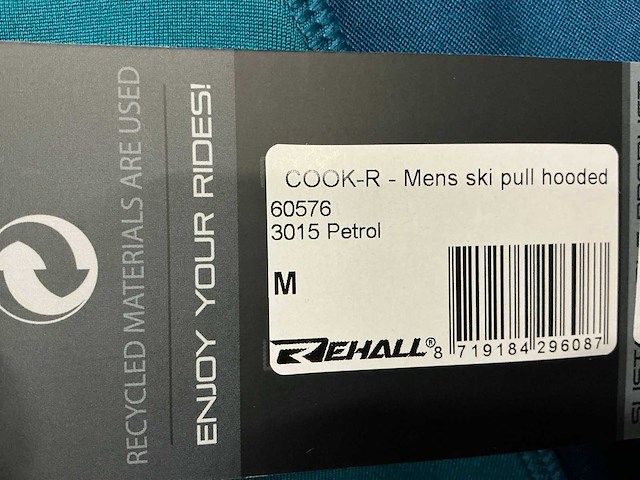 RECYCLED MATERIALS ARE USED
ENJOY YOUR RIDES!
COOK-R - Mens ski pull hooded
60576
3015 Petrol
M
REHALL®
8 719184 296087